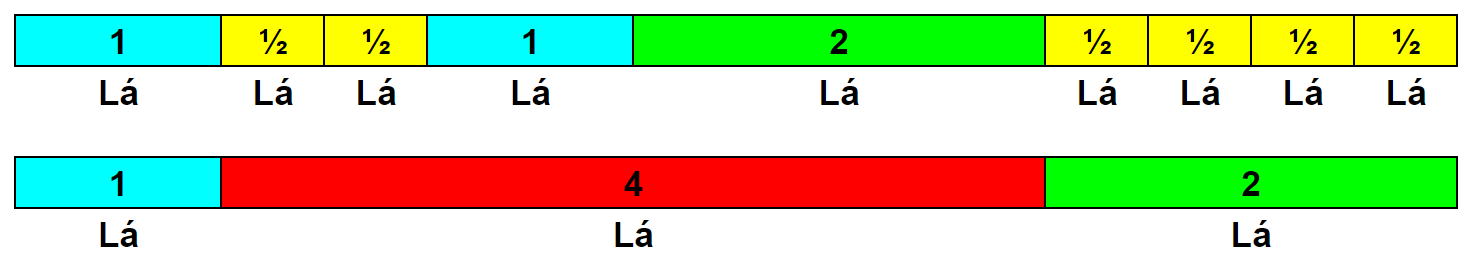 1 ½ ½ 1 2 ½ ½ ½ ½
Lá Lá Lá Lá Lá Lá Lá Lá Lá
1 4 2
Lá Lá Lá